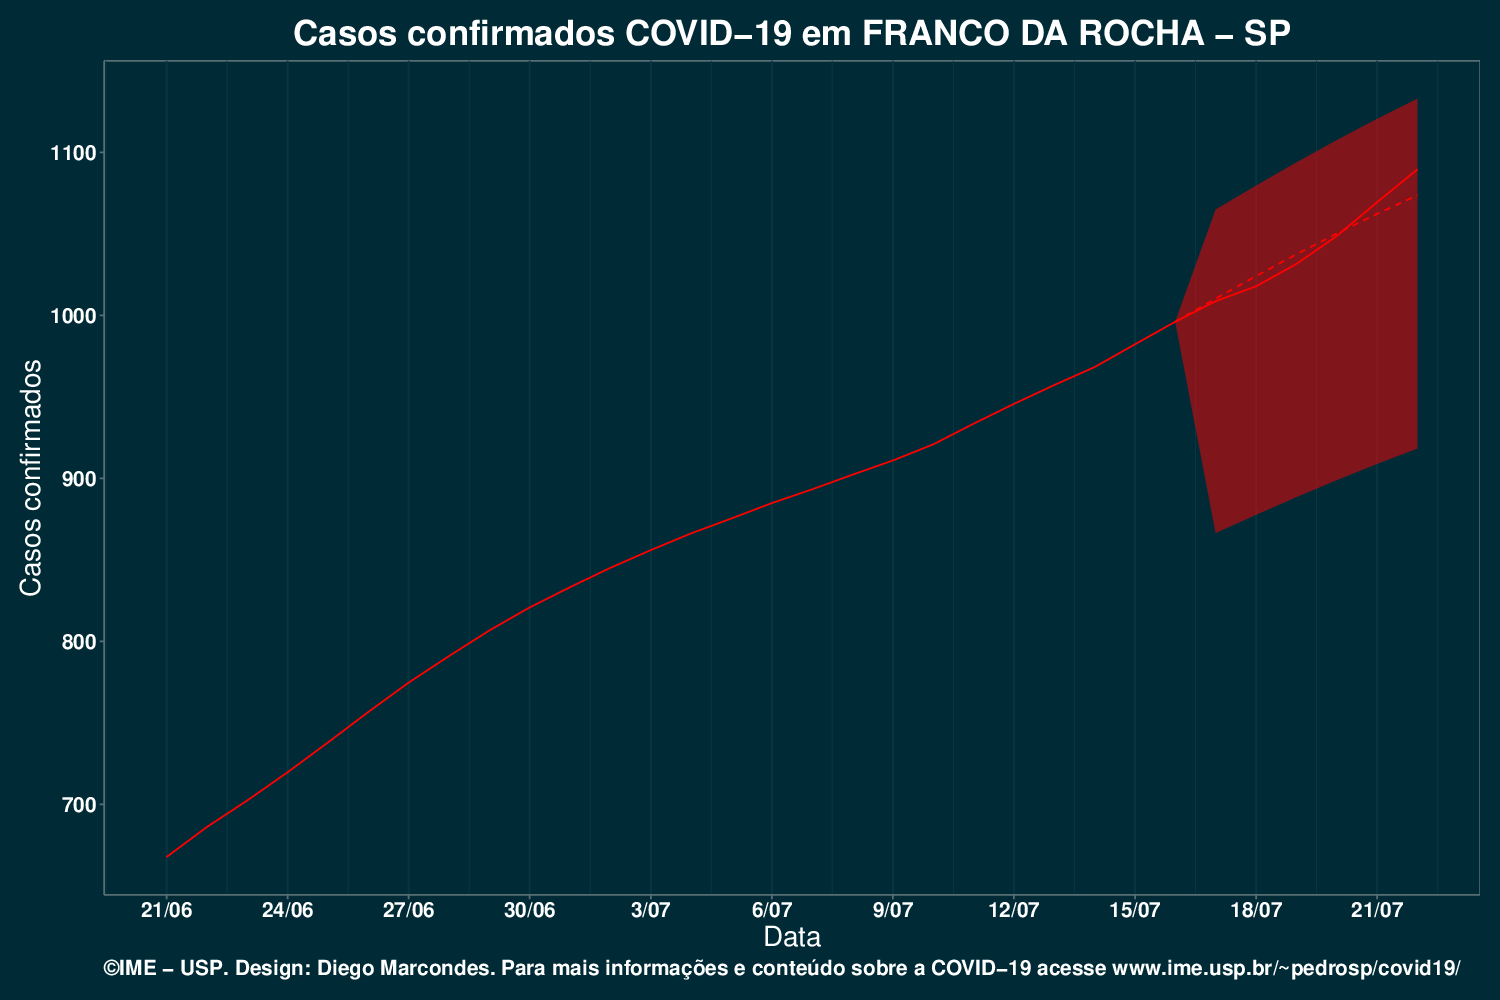 Casos confirmados COVID−19 em FRANCO DA ROCHA − SP
1100
1000
900
800
700
Casos confirmados
21/06 24/06 27/06 30/06 3/07 6/07 9/07 12/07 15/07 18/07 21/07
Data
©IME − USP. Design: Diego Marcondes. Para mais informações e conteúdo sobre a COVID−19 acesse www.ime.usp.br/~pedrosp/covid19/